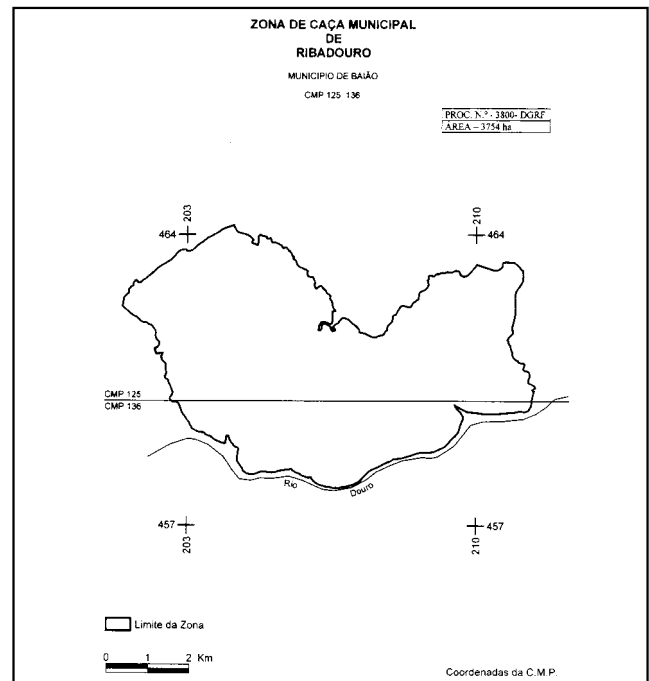 ZONA DE CAÇA MUNICIPAL
DE
RIBADOURO
MUNICIPIO DE BAIÃO
CMP 125 136
PROC. N.º - 3800- DGRF
ÁREA – 3754 ha
203
464
210
464
CMP 125
CMP 136
Rio Douro
457
203
457
210
Limite da Zona
0 1 2 Km
Coordenadas da C.M.P.